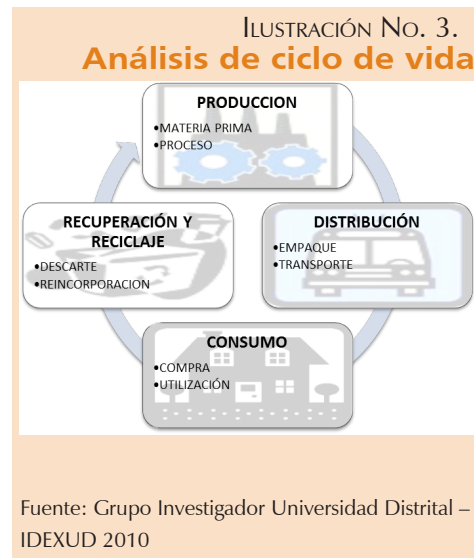 Ilustración No. 3.
Análisis de ciclo de vida
PRODUCCION
•MATERIA PRIMA
•PROCESO
RECUPERACIÓN Y
RECICLAJE
•DESCARTE
•REINCORPORACION
DISTRIBUCIÓN
•EMPAQUE
•TRANSPORTE
CONSUMO
•COMPRA
•UTILIZACIÓN
Fuente: Grupo Investigador Universidad Distrital –
IDEXUD 2010